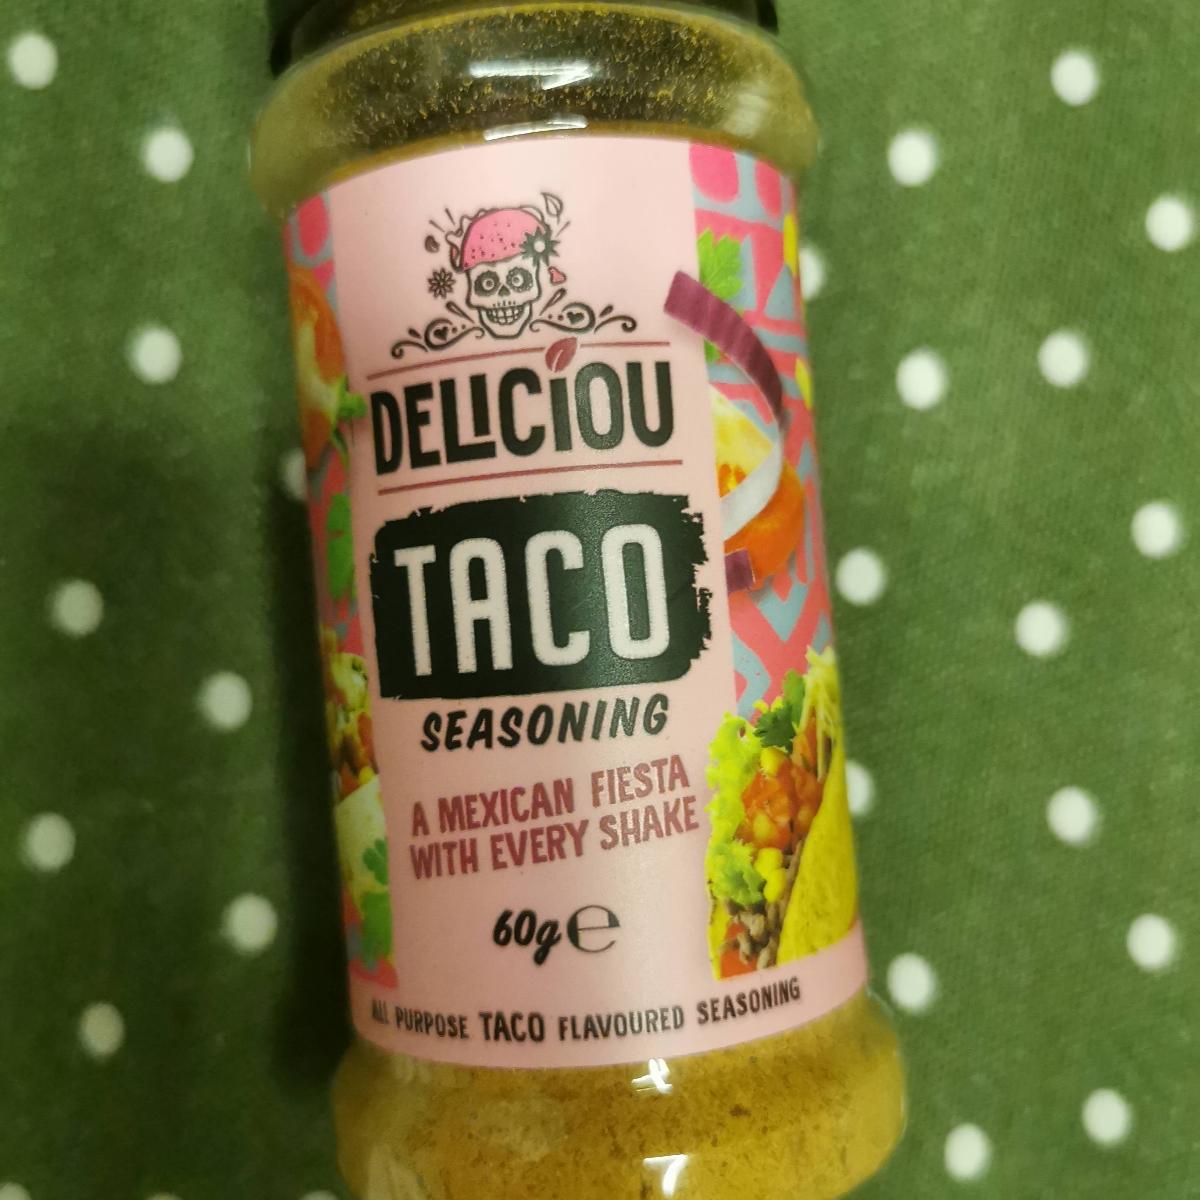 DELICIOU
TACO
SEASONING
A MEXICAN FIESTA
WITH EVERY SHAKE
60g ℮
ALL PURPOSE TACO FLAVOURED SEASONING